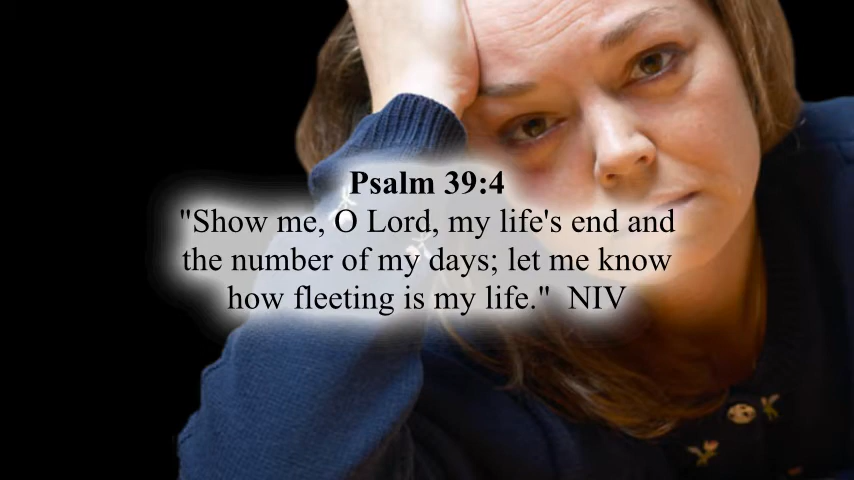 Psalm 39:4
"Show me, O Lord, my life's end and
the number of my days; let me know
how fleeting is my life."  NIV